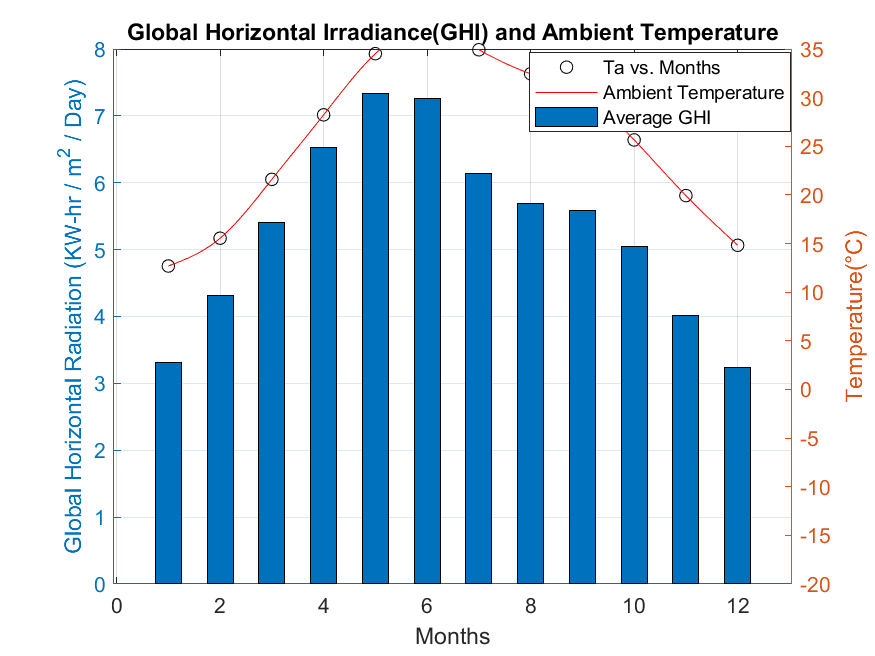 Global Horizontal Irradiance(GHI) and Ambient Temperature
Ta vs. Months
Ambient Temperature
Average GHI
Global Horizontal Radiation (KW-hr / m² / Day)
8
7
6
5
4
3
2
1
0
35
30
25
20
15
10
5
0
-5
-10
-15
-20
Temperature(°C)
0 2 4 6 8 10 12
Months